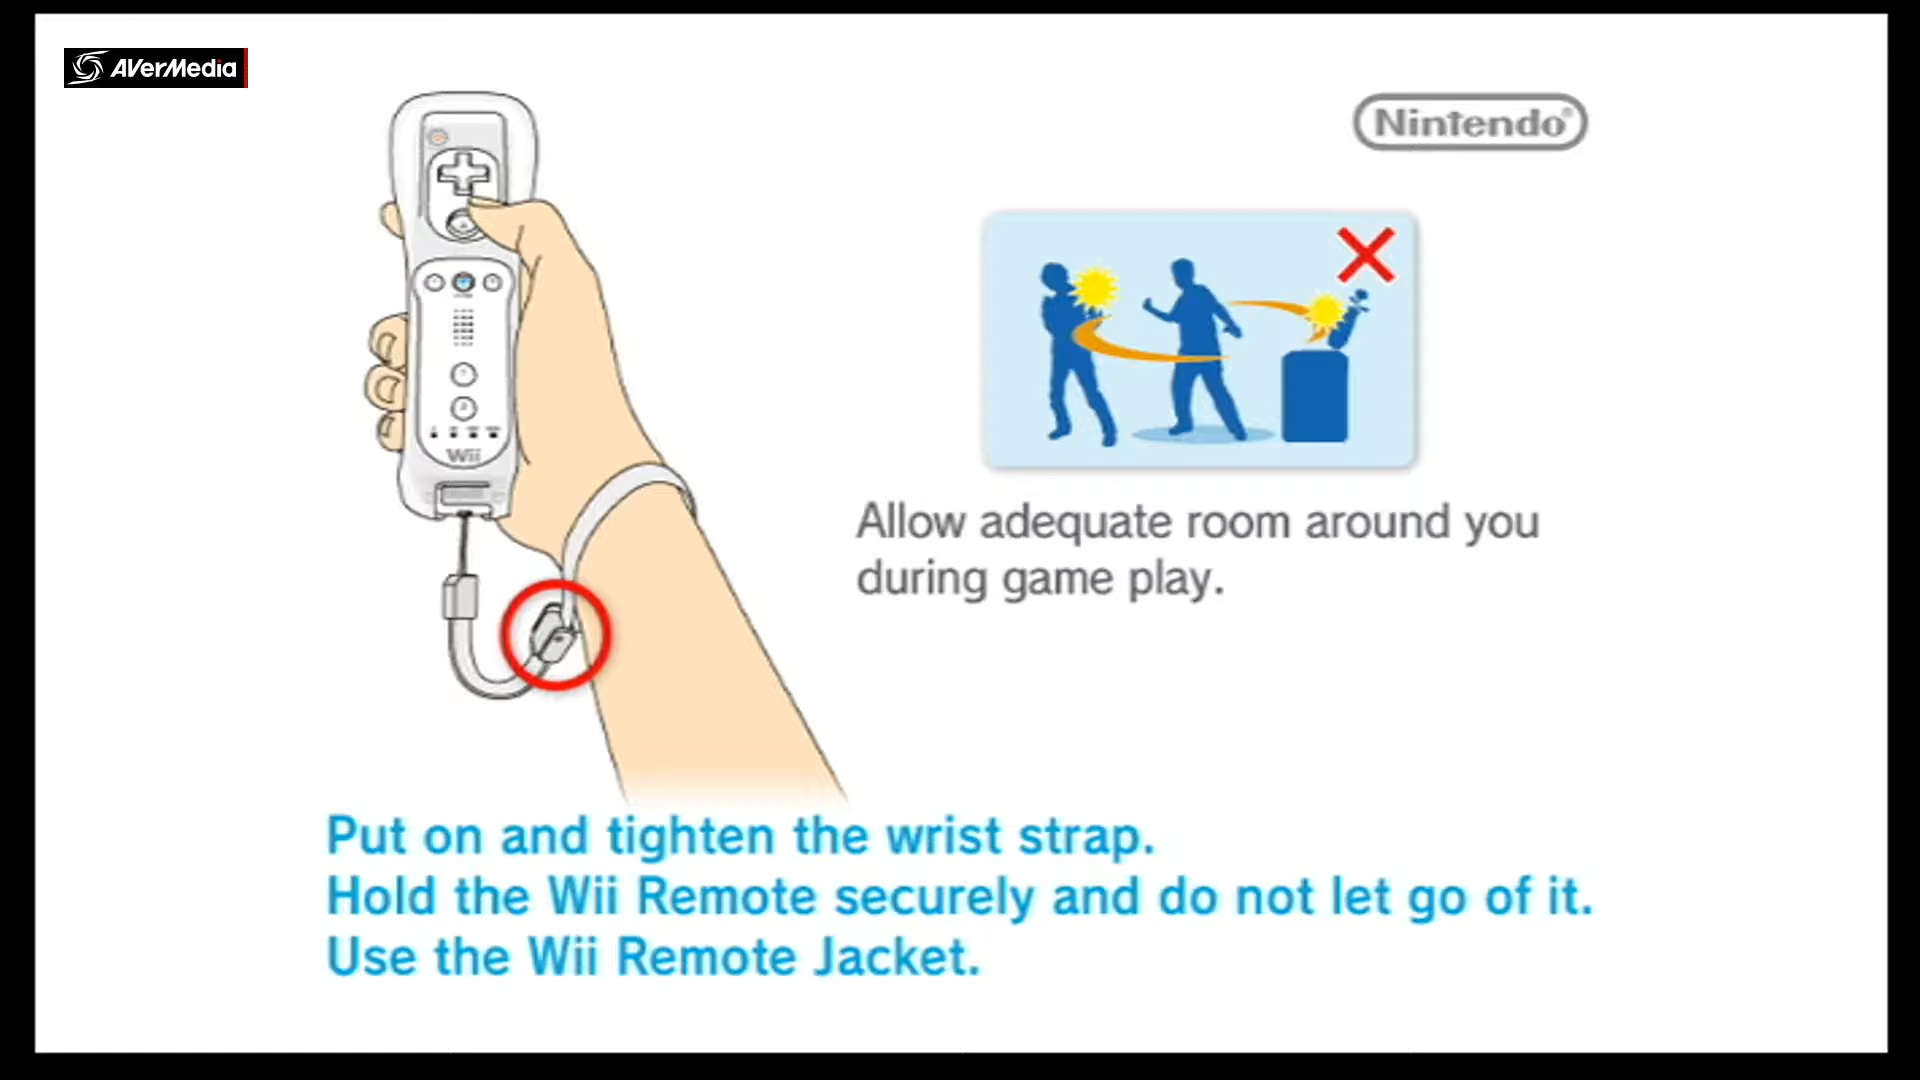 AVerMedia
Nintendo®
Wii
Allow adequate room around you
during game play.
Put on and tighten the wrist strap.
Hold the Wii Remote securely and do not let go of it.
Use the Wii Remote Jacket.